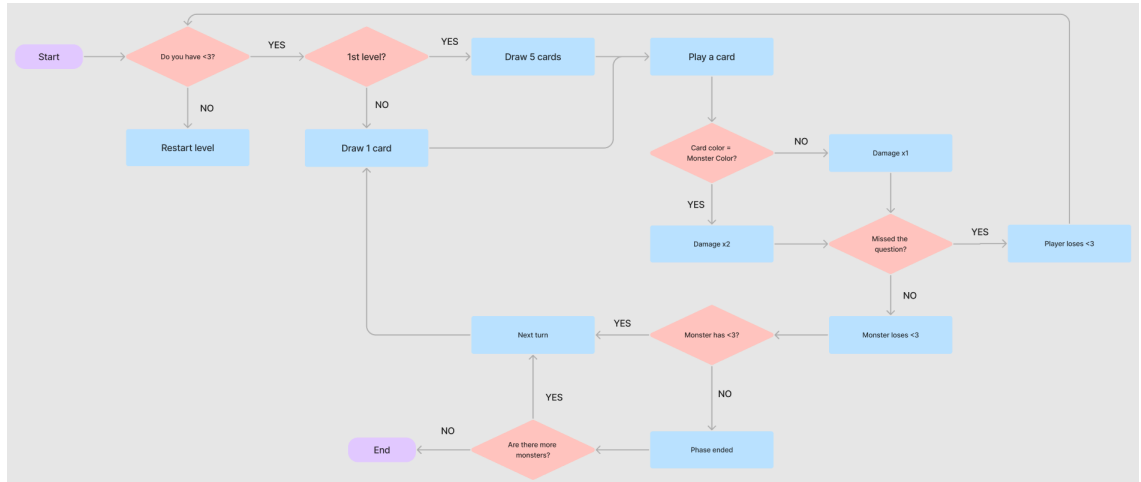 Start
Do you have <3?
YES
1st level?
YES
Draw 5 cards
Play a card
NO
NO
Restart level
Draw 1 card
Card color =
Monster Color?
NO
Damage x1
YES
Damage x2
Missed the
question?
YES
Player loses <3
NO
Monster loses <3
Monster has <3?
YES
Next turn
NO
YES
Phase ended
Are there more
monsters?
NO
End